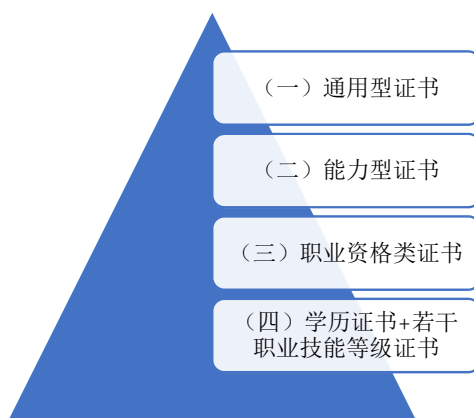 （一）通用型证书
（二）能力型证书
（三）职业资格类证书
（四）学历证书+若干
职业技能等级证书